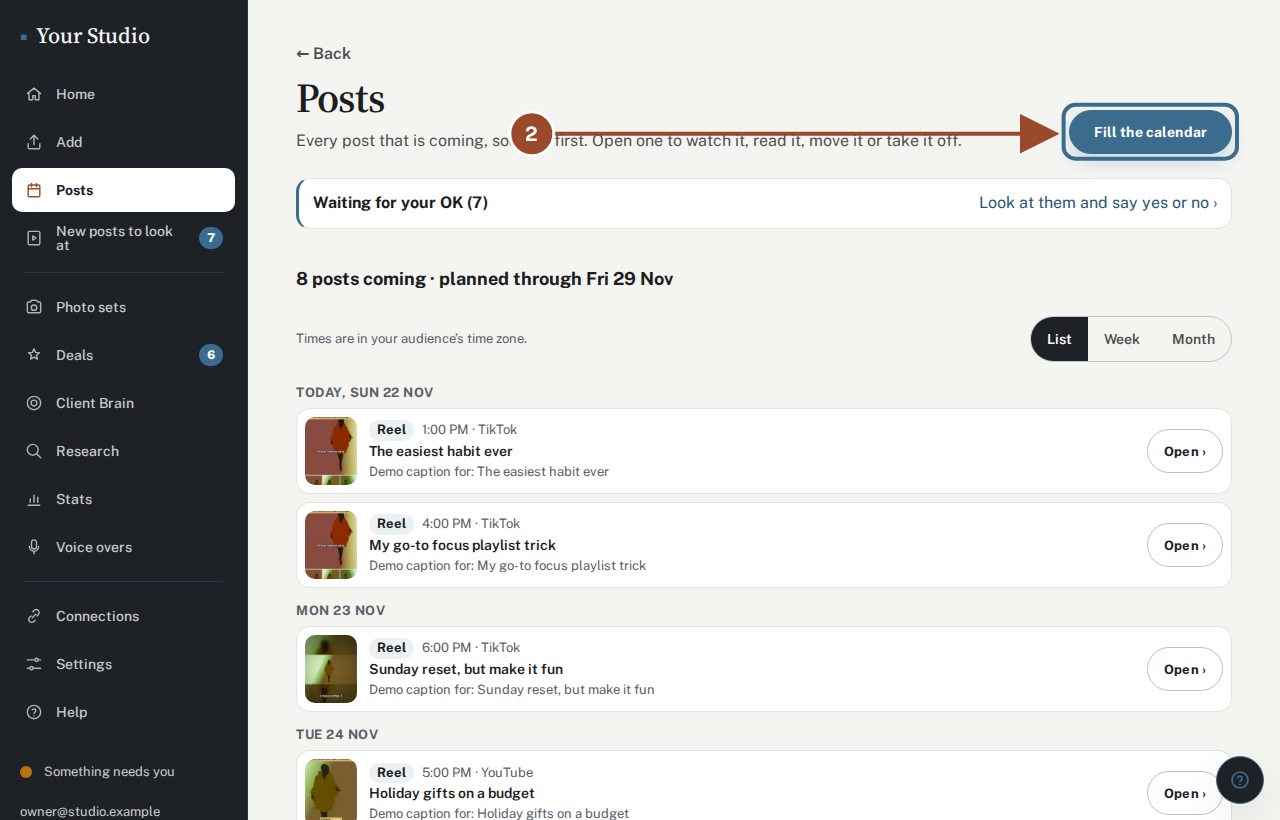 Your Studio
Home
Add
Posts
New posts to look at
7
Photo sets
Deals
6
Client Brain
Research
Stats
Voice overs
Connections
Settings
Help
Something needs you
owner@studio.example
← Back
Posts
Every post that is coming, so
2
first. Open one to watch it, read it, move it or take it off.
Fill the calendar
Waiting for your OK (7)
Look at them and say yes or no ›
8 posts coming · planned through Fri 29 Nov
Times are in your audience’s time zone.
List
Week
Month
TODAY, SUN 22 NOV
Reel 1:00 PM · TikTok
The easiest habit ever
Demo caption for: The easiest habit ever
Open ›
Reel 4:00 PM · TikTok
My go-to focus playlist trick
Demo caption for: My go-to focus playlist trick
Open ›
MON 23 NOV
Reel 6:00 PM · TikTok
Sunday reset, but make it fun
Demo caption for: Sunday reset, but make it fun
Open ›
TUE 24 NOV
Reel 5:00 PM · YouTube
Holiday gifts on a budget
Demo caption for: Holiday gifts on a budget
Open ›